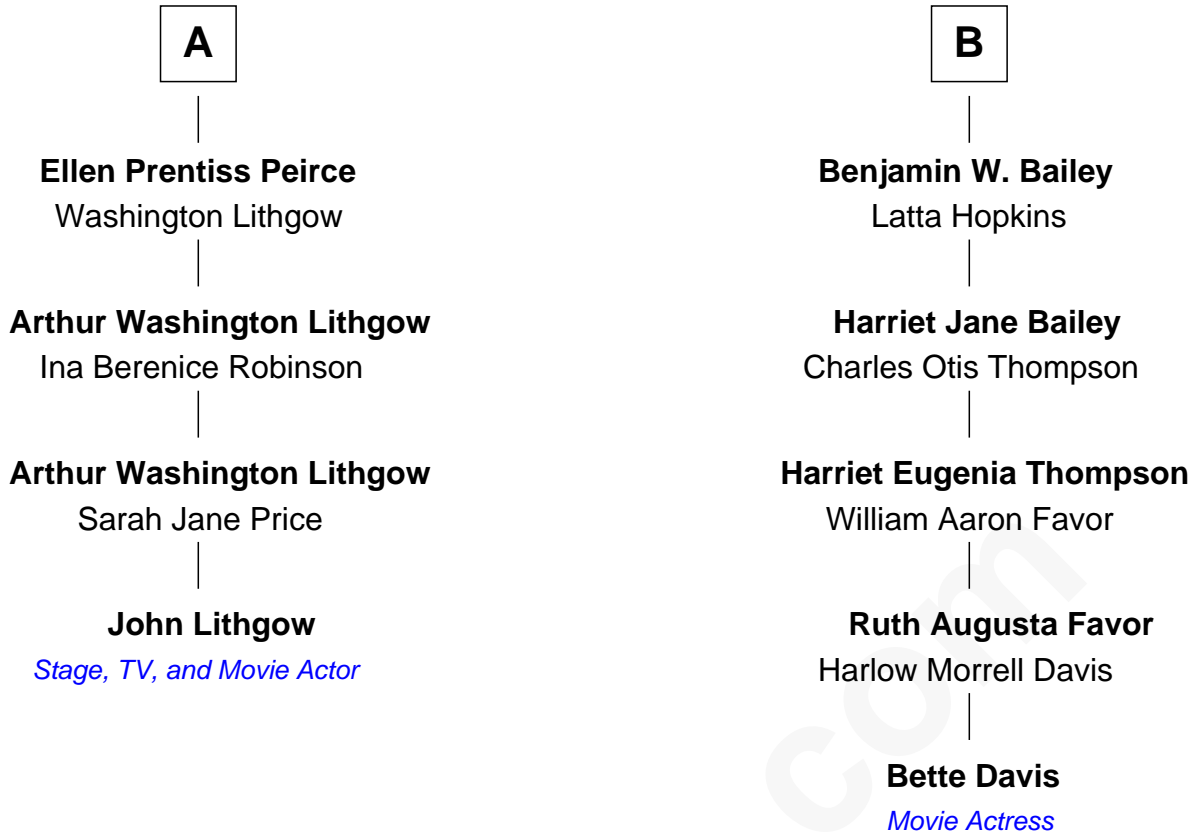 A
Ellen Prentiss Peirce
Washington Lithgow
Arthur Washington Lithgow
Ina Berenice Robinson
Arthur Washington Lithgow
Sarah Jane Price
John Lithgow
Stage, TV, and Movie Actor
B
Benjamin W. Bailey
Latta Hopkins
Harriet Jane Bailey
Charles Otis Thompson
Harriet Eugenia Thompson
William Aaron Favor
Ruth Augusta Favor
Harlow Morrell Davis
Bette Davis
Movie Actress
com